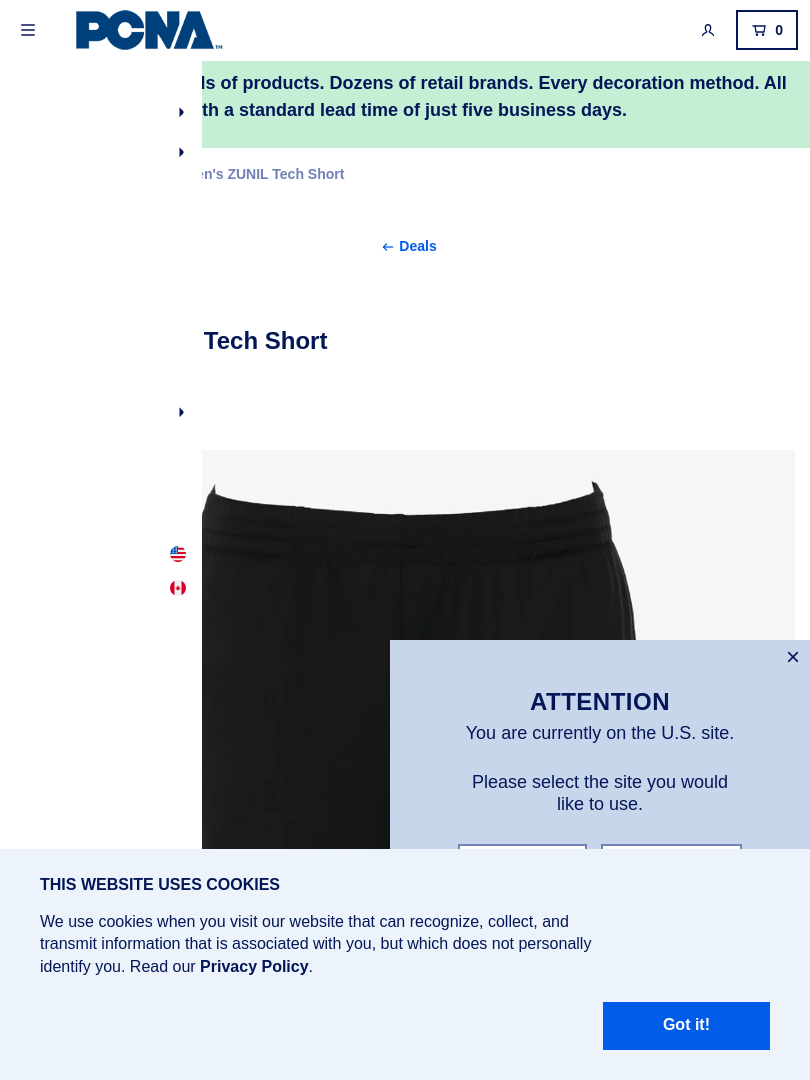 PCNA™
0
of products. Dozens of retail brands. Every decoration method. All
a standard lead time of just five business days.
ZUNIL Tech Short
← Deals
Tech Short
ATTENTION
You are currently on the U.S. site.
Please select the site you would
like to use.
THIS WEBSITE USES COOKIES
We use cookies when you visit our website that can recognize, collect, and
transmit information that is associated with you, but which does not personally
identify you. Read our Privacy Policy.
Got it!